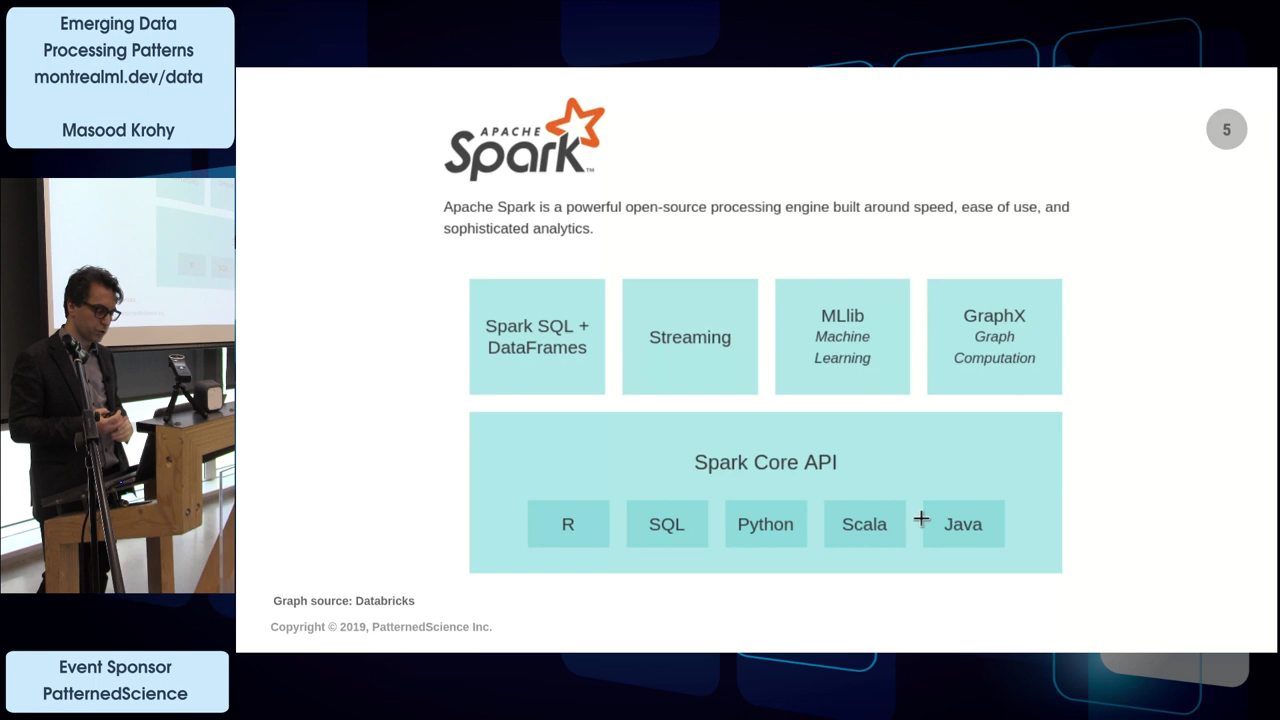 Emerging Data
Processing Patterns
montrealml.dev/data
Masood Krohy
APACHE
Spark™
5
Apache Spark is a powerful open-source processing engine built around speed, ease of use, and
sophisticated analytics.
Spark SQL +
DataFrames
Streaming
MLlib
Machine
Learning
GraphX
Graph
Computation
Spark Core API
R
SQL
Python
Scala
Java
Graph source: Databricks
Copyright © 2019, PatternedScience Inc.
Event Sponsor
PatternedScience